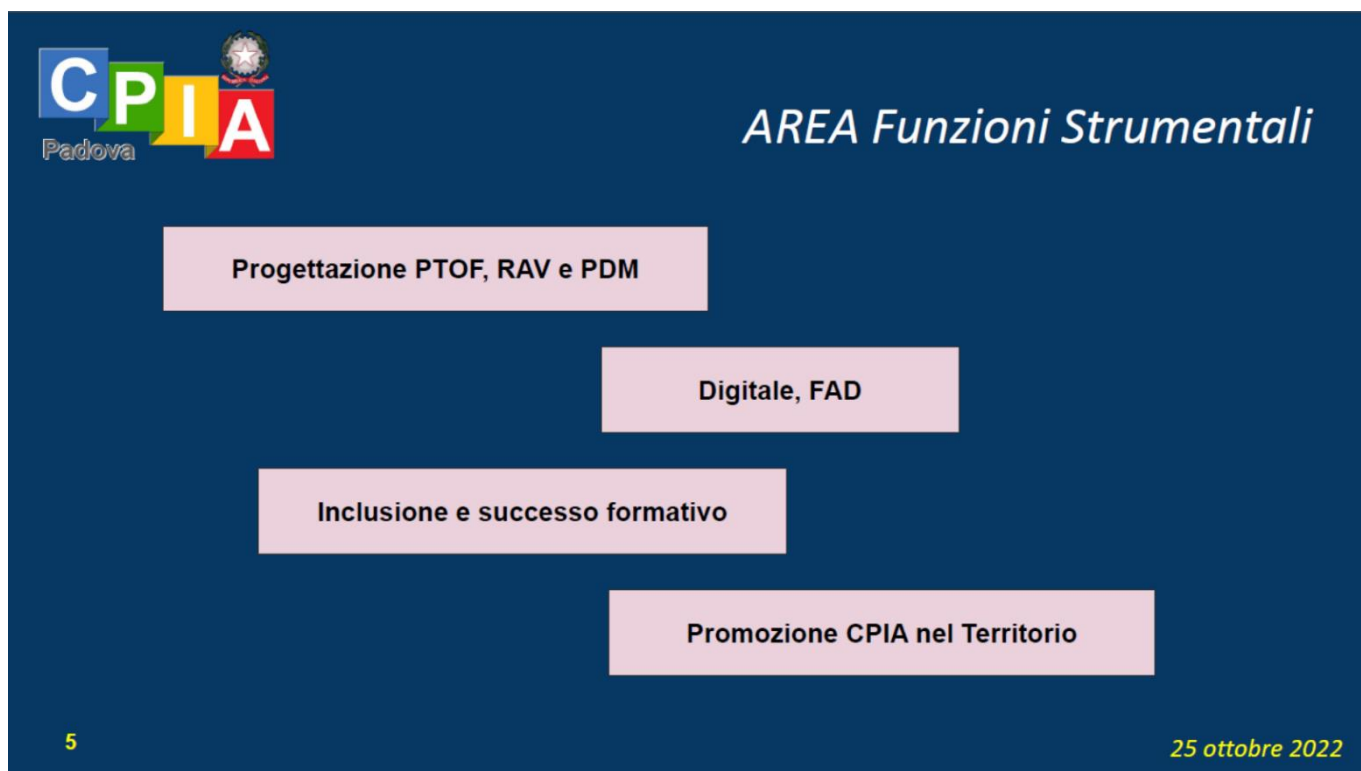 CPIA
Padova
AREA Funzioni Strumentali
Progettazione PTOF, RAV e PDM
Digitale, FAD
Inclusione e successo formativo
Promozione CPIA nel Territorio
5
25 ottobre 2022